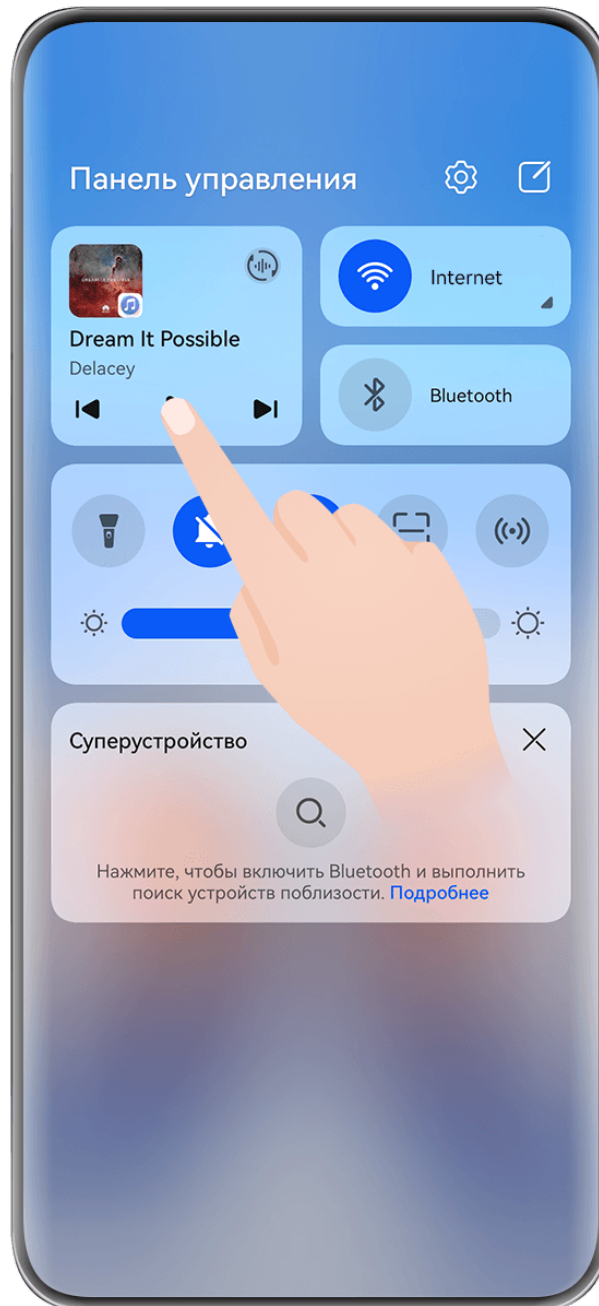 Панель управления
Internet
Dream It Possible
Delacey
Bluetooth
Суперустройство
Нажмите, чтобы включить Bluetooth и выполнить
поиск устройств поблизости. Подробнее